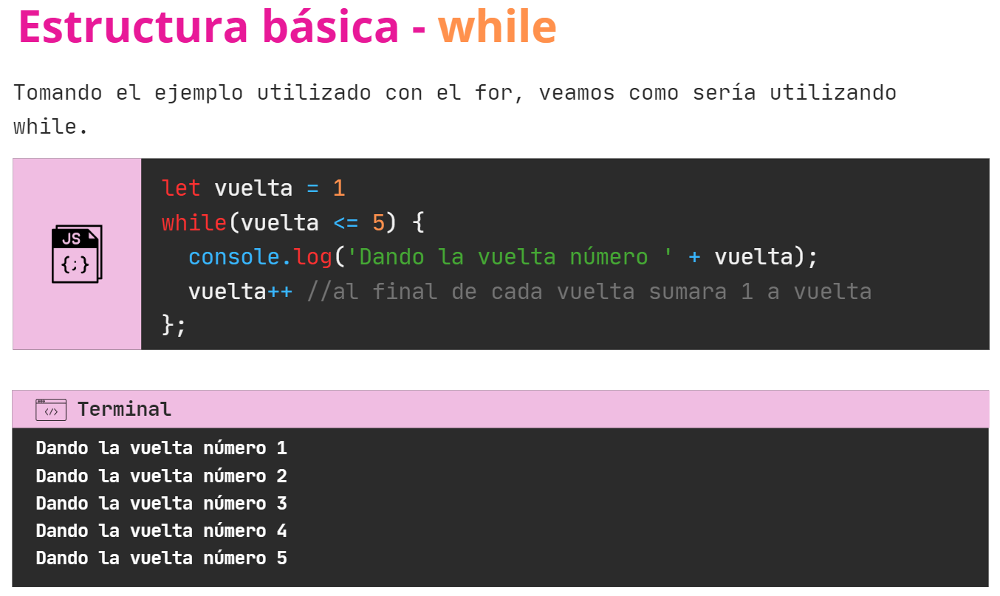 Estructura básica - while
Tomando el ejemplo utilizado con el for, veamos como sería utilizando
while.
JS
{;}
let vuelta = 1
while(vuelta <= 5) {
  console.log('Dando la vuelta número ' + vuelta);
  vuelta++ //al final de cada vuelta sumara 1 a vuelta
};
</> Terminal
Dando la vuelta número 1
Dando la vuelta número 2
Dando la vuelta número 3
Dando la vuelta número 4
Dando la vuelta número 5